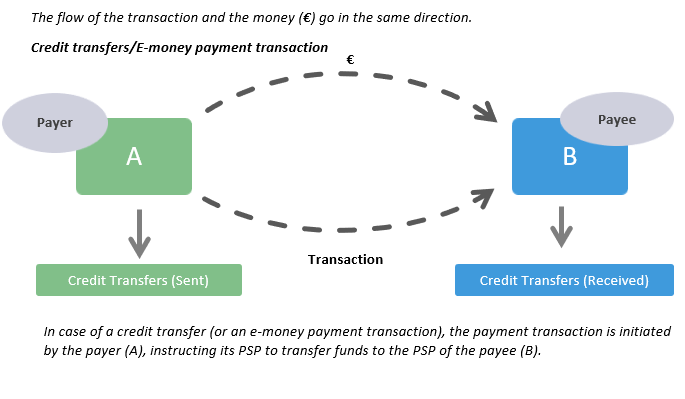 The flow of the transaction and the money (€) go in the same direction.
Credit transfers/E-money payment transaction
€
Payer
A
Payee
B
Transaction
Credit Transfers (Sent)
Credit Transfers (Received)
In case of a credit transfer (or an e-money payment transaction), the payment transaction is initiated
by the payer (A), instructing its PSP to transfer funds to the PSP of the payee (B).